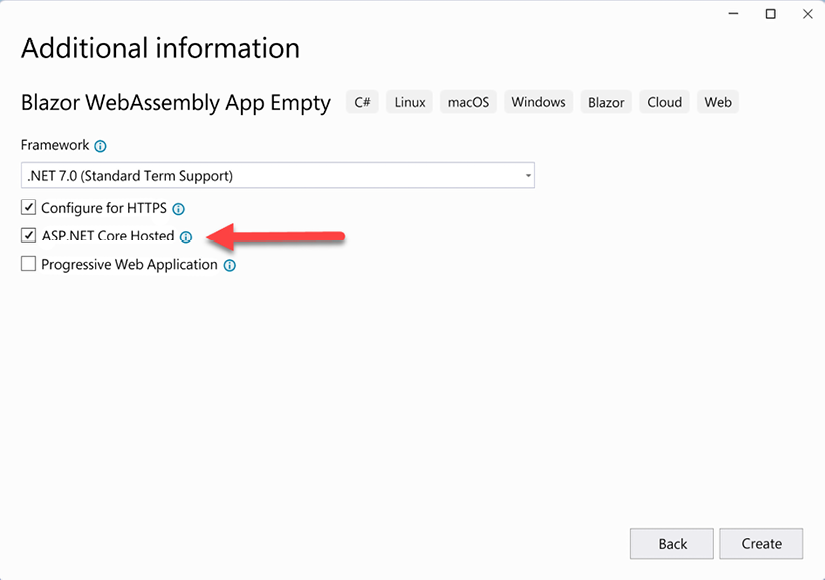 Additional information
Blazor WebAssembly App Empty C# Linux macOS Windows Blazor Cloud Web
Framework
.NET 7.0 (Standard Term Support)
Configure for HTTPS
ASP.NET Core Hosted
Progressive Web Application
Back Create